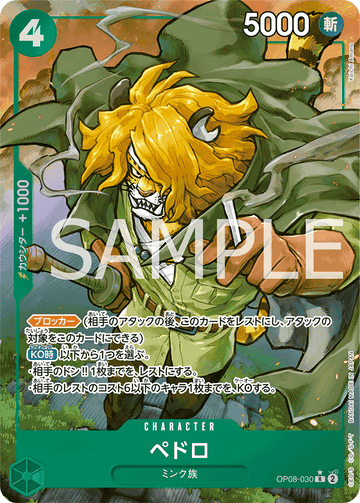 4
5000
斬
カウンター +1000
SAMPLE
ブロッカー (相手のアタックの後、このカードをレストにし、アタックの
対象をこのカードにできる)
KO時 以下から1つを選ぶ。
・相手のドン!!1枚までを、レストにする。
・相手のレストのコスト6以下のキャラ1枚までを、KOする。
CHARACTER
ペドロ
ミンク族
OP08-030 R 2